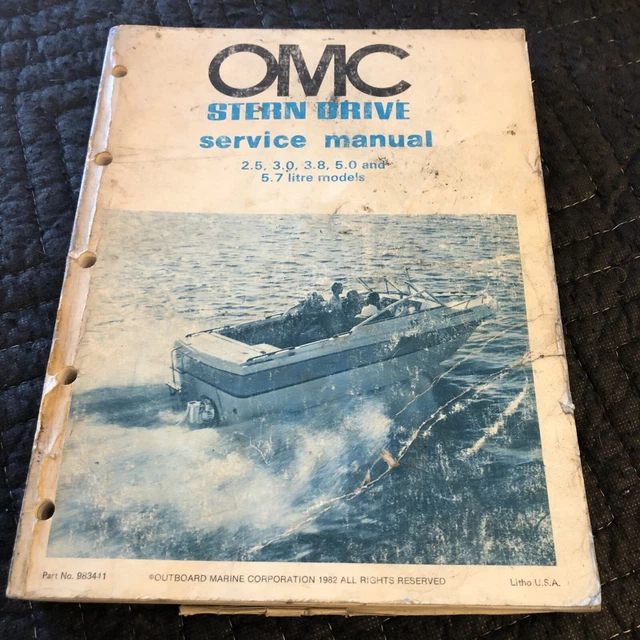 OMC
STERN DRIVE
service manual
2.5, 3.0, 3.8, 5.0 and
5.7 litre models
Part No. 983411 ©OUTBOARD MARINE CORPORATION 1982 ALL RIGHTS RESERVED Litho U.S.A.